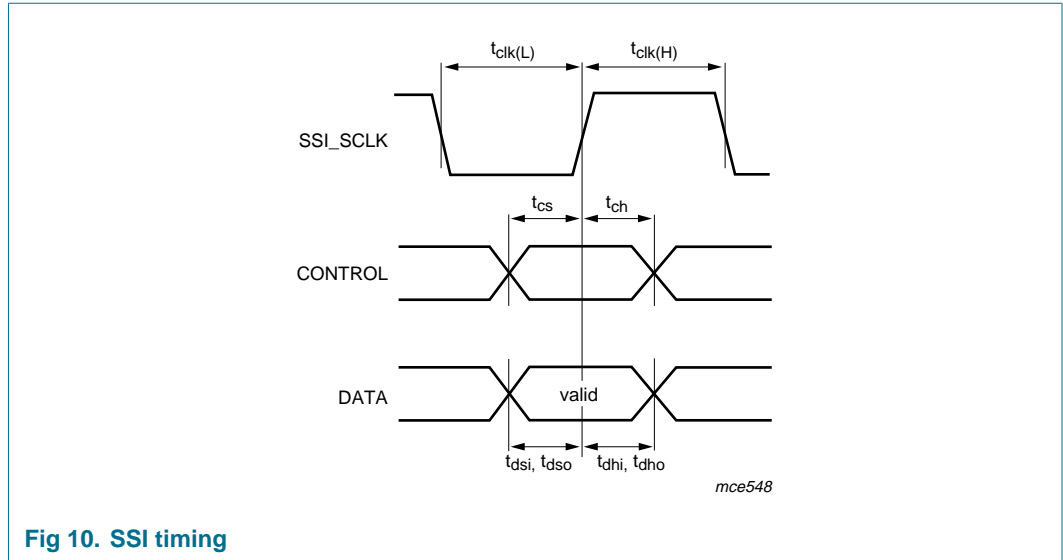 tclk(L) tclk(H)
SSI_SCLK
tcs tch
CONTROL
DATA valid
tdsi, tdso tdhi, tdho
mce548
Fig 10. SSI timing